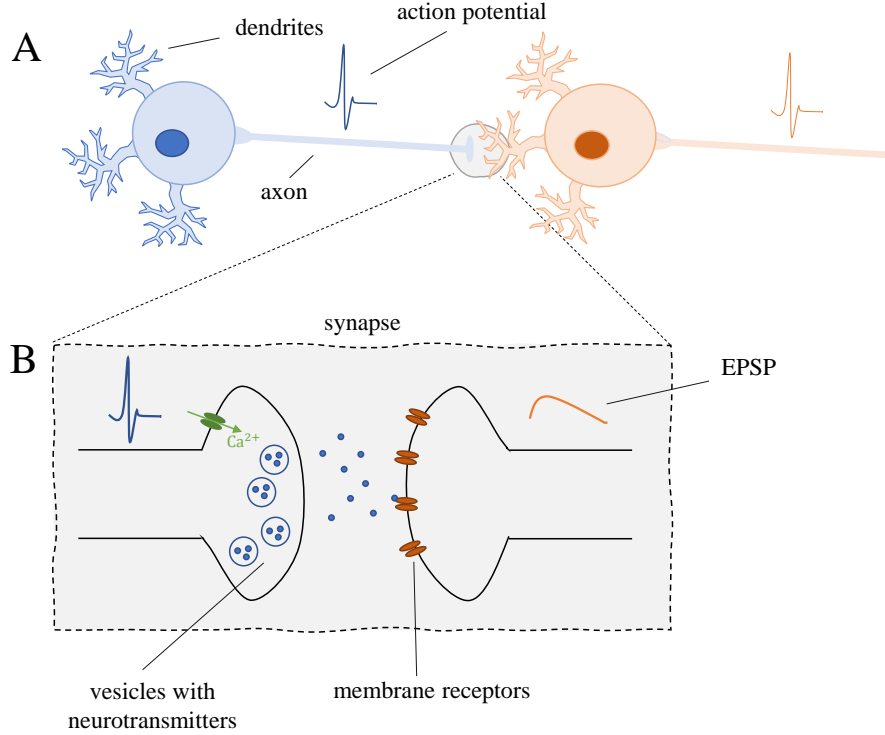 A
dendrites
action potential
axon
synapse
B
EPSP
Ca²⁺
vesicles with
neurotransmitters
membrane receptors